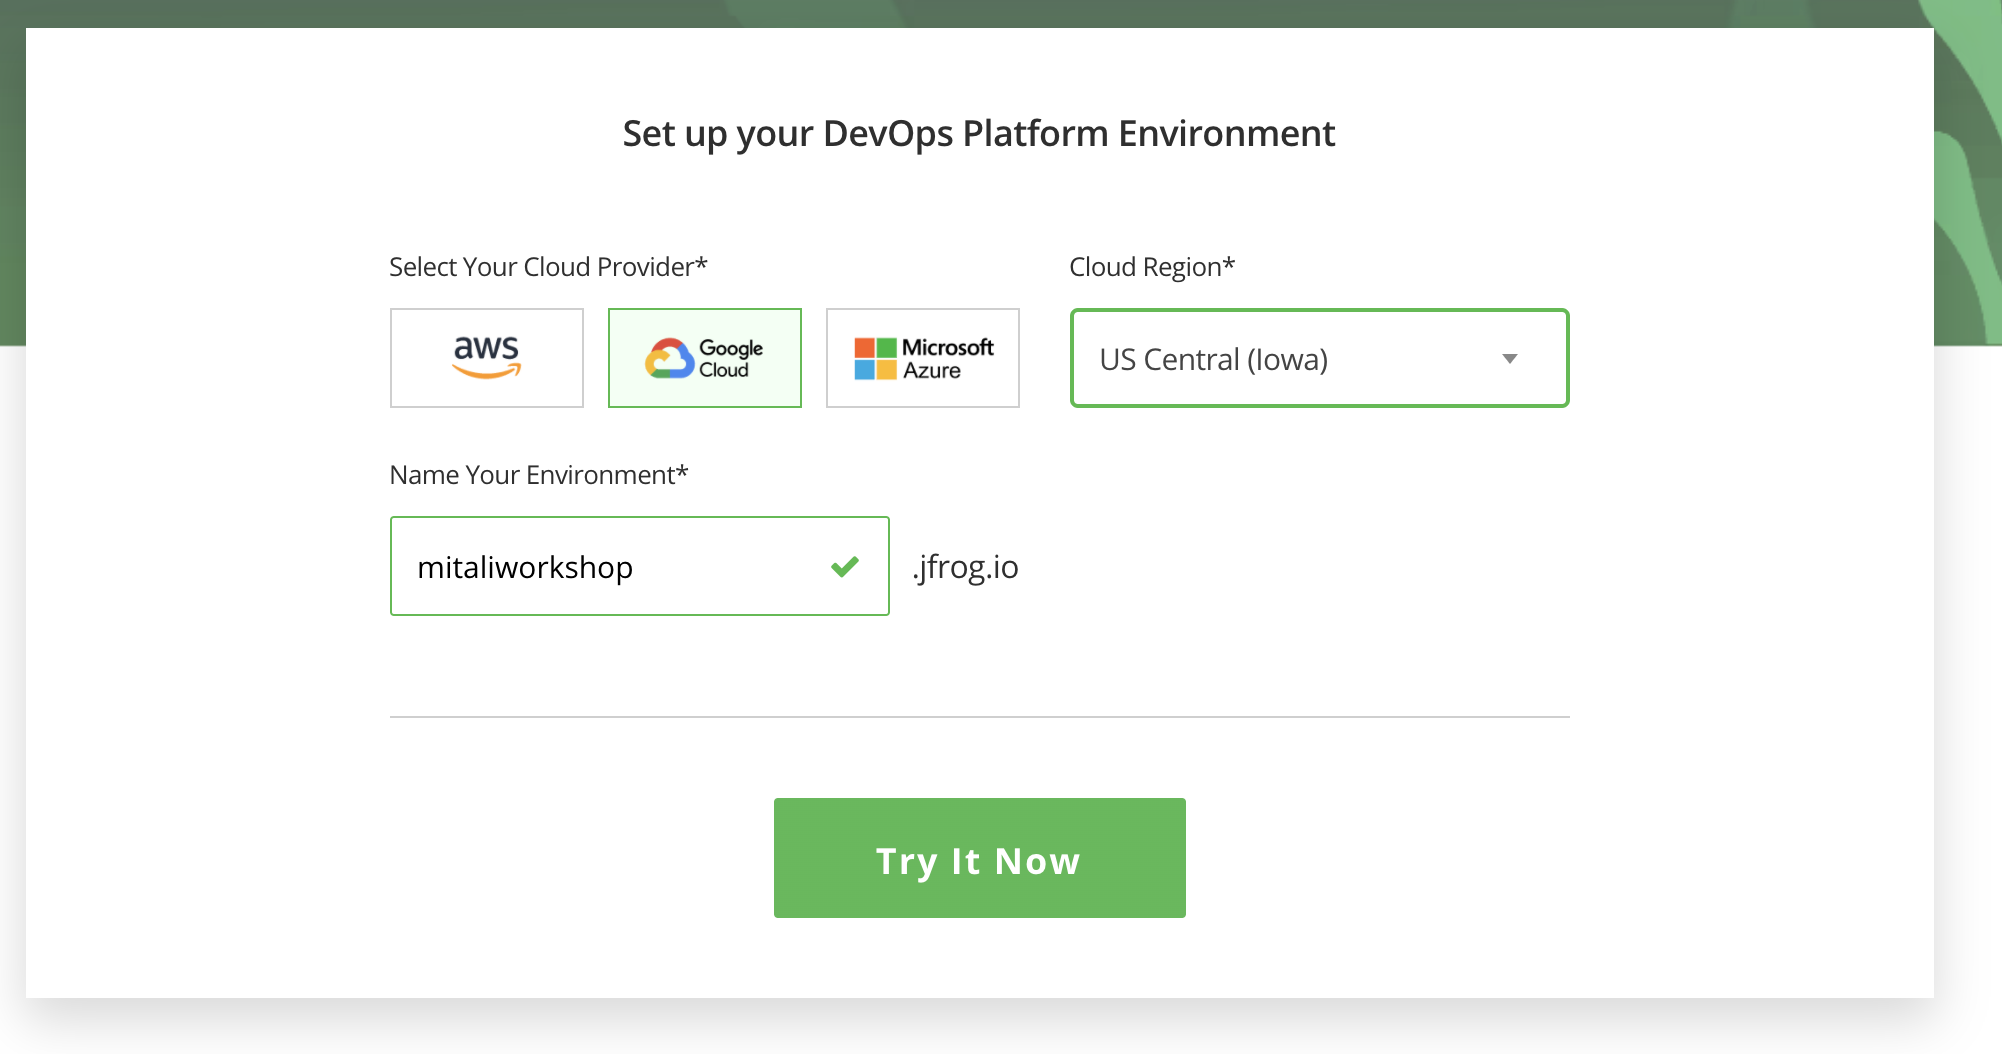 Set up your DevOps Platform Environment
Select Your Cloud Provider*
Cloud Region*
aws
Google Cloud
Microsoft Azure
US Central (Iowa)
Name Your Environment*
mitaliworkshop
.jfrog.io
Try It Now